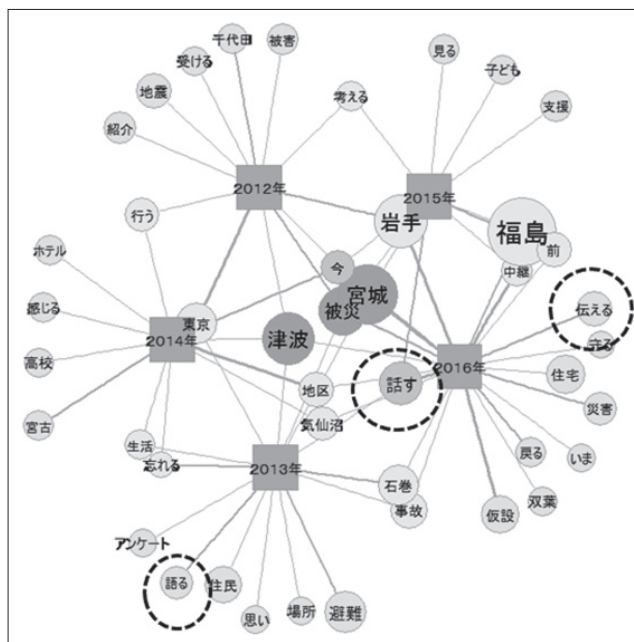 千代田
被害
受ける
見る
子ども
地震
考える
支援
紹介
2012年
2015年
行う
岩手
福島
ホテル
今
前
中継
宮城
感じる
被災
伝える
東京
2014年
津波
守る
高校
2016年
住宅
地区
話す
宮古
気仙沼
災害
生活
忘れる
2013年
戻る
いま
石巻
双葉
事故
仮設
アンケート
語る
住民
思い
場所
避難